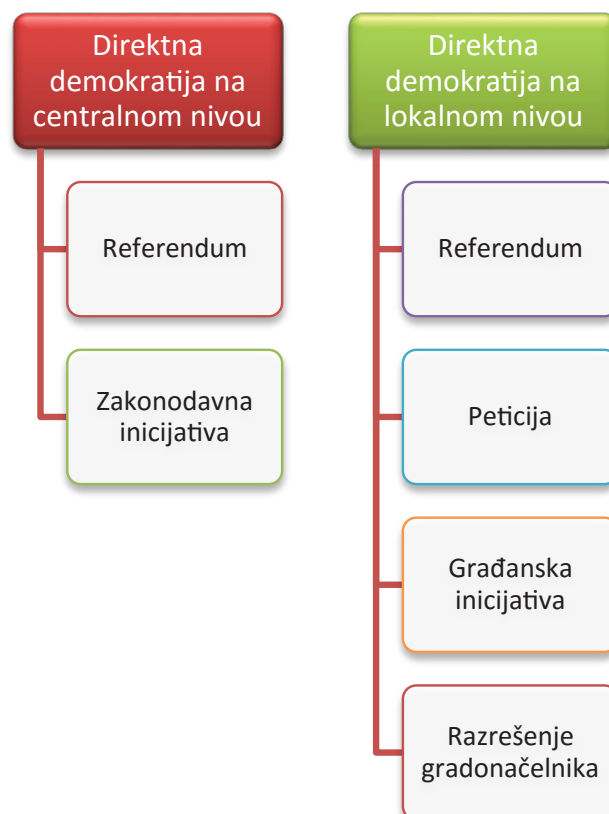 Direktna
demokratija na
centralnom nivou
Referendum
Zakonodavna
inicijativa
Direktna
demokratija na
lokalnom nivou
Referendum
Peticija
Građanska
inicijativa
Razrešenje
gradonačelnika